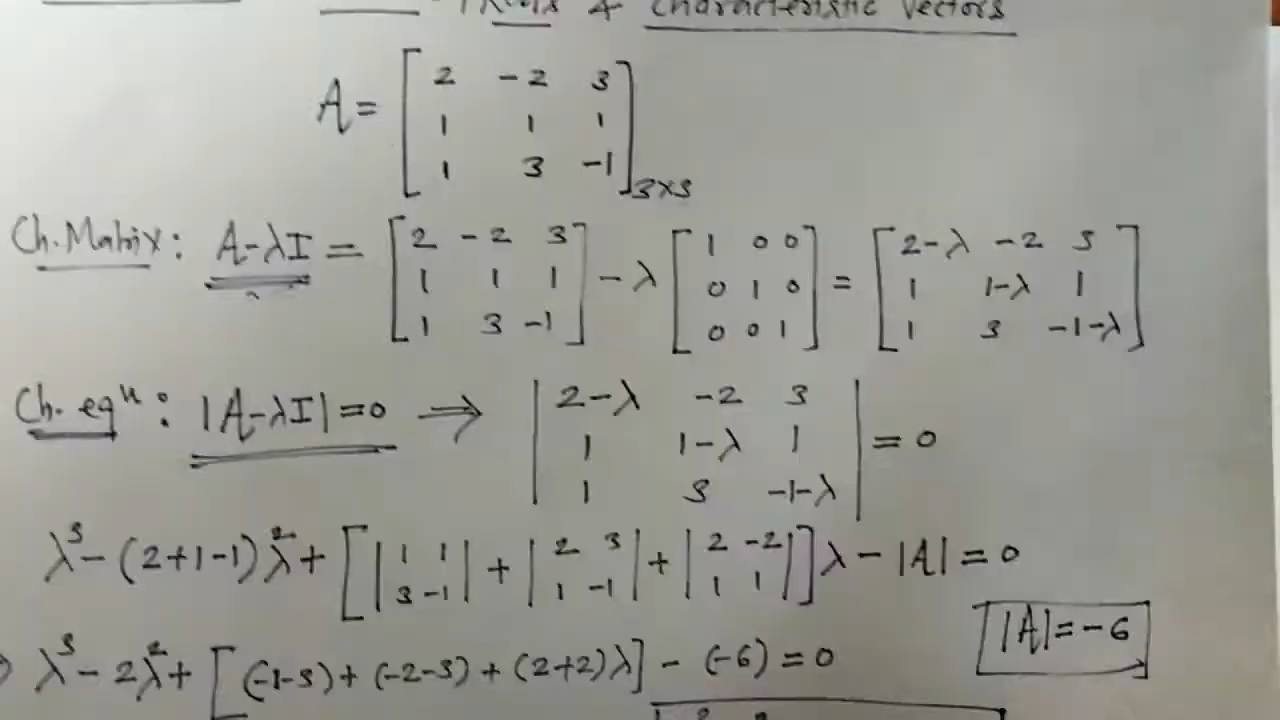 & Characteristic Vectors
A = [2 -2 3; 1 1 1; 1 3 -1]3×3
Ch. Matrix: A-λI = [2 -2 3; 1 1 1; 1 3 -1] - λ [1 0 0; 0 1 0; 0 0 1] = [2-λ -2 3; 1 1-λ 1; 1 3 -1-λ]
Ch. eqⁿ: |A-λI| = 0 ⇒ |2-λ -2 3; 1 1-λ 1; 1 3 -1-λ| = 0
λ³ - (2+1-1)λ² + [|1 1; 3 -1| + |2 3; 1 -1| + |2 -2; 1 1|]λ - |A| = 0
|A| = -6
λ³ - 2λ² + [(-1-3) + (-2-3) + (2+2)λ] - (-6) = 0